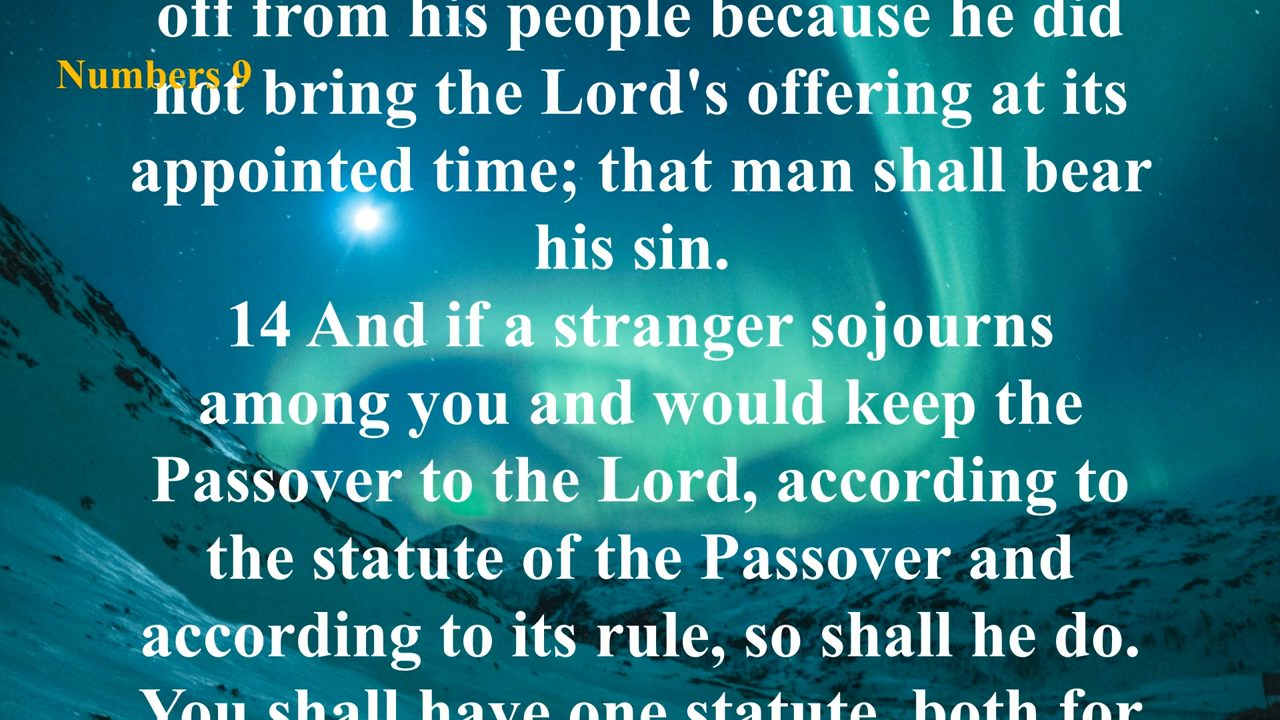 off from his people because he did
Numbers 9
not bring the Lord's offering at its
appointed time; that man shall bear
his sin.
14 And if a stranger sojourns
among you and would keep the
Passover to the Lord, according to
the statute of the Passover and
according to its rule, so shall he do.
You shall have one statute, both for